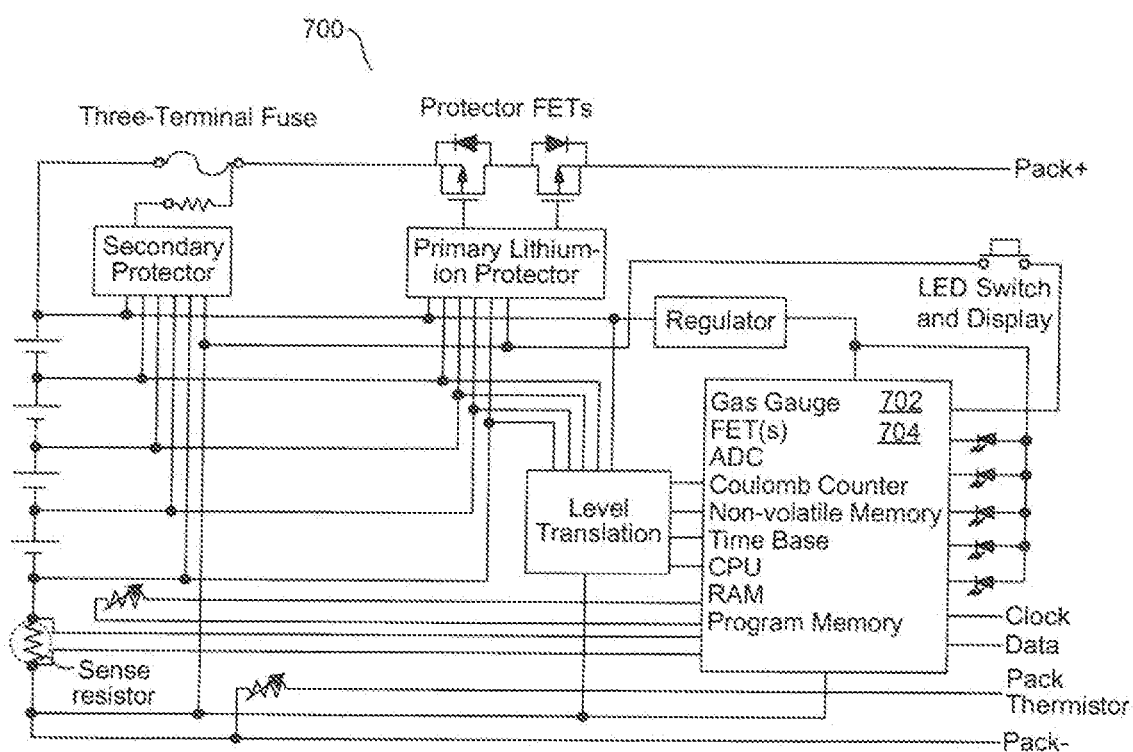 700
Three-Terminal Fuse
Protector FETs
Pack+
Secondary
Protector
Primary Lithium-
ion Protector
LED Switch
and Display
Regulator
Gas Gauge 702
FET(s) 704
ADC
Coulomb Counter
Non-volatile Memory
Time Base
CPU
RAM
Program Memory
Level
Translation
Clock
Data
Sense
resistor
Pack
Thermistor
Pack-